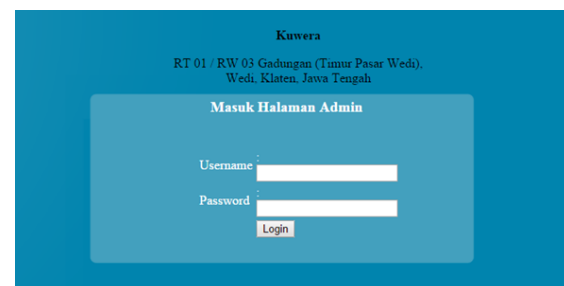 Kuwera
RT 01 / RW 03 Gadungan (Timur Pasar Wedi),
Wedi, Klaten, Jawa Tengah
Masuk Halaman Admin
Username :
Password :
Login